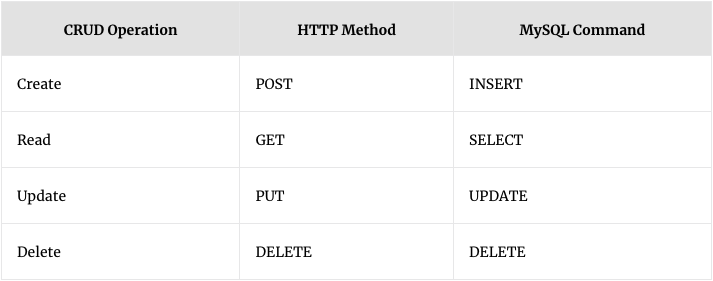 CRUD Operation HTTP Method MySQL Command
Create POST INSERT
Read GET SELECT
Update PUT UPDATE
Delete DELETE DELETE